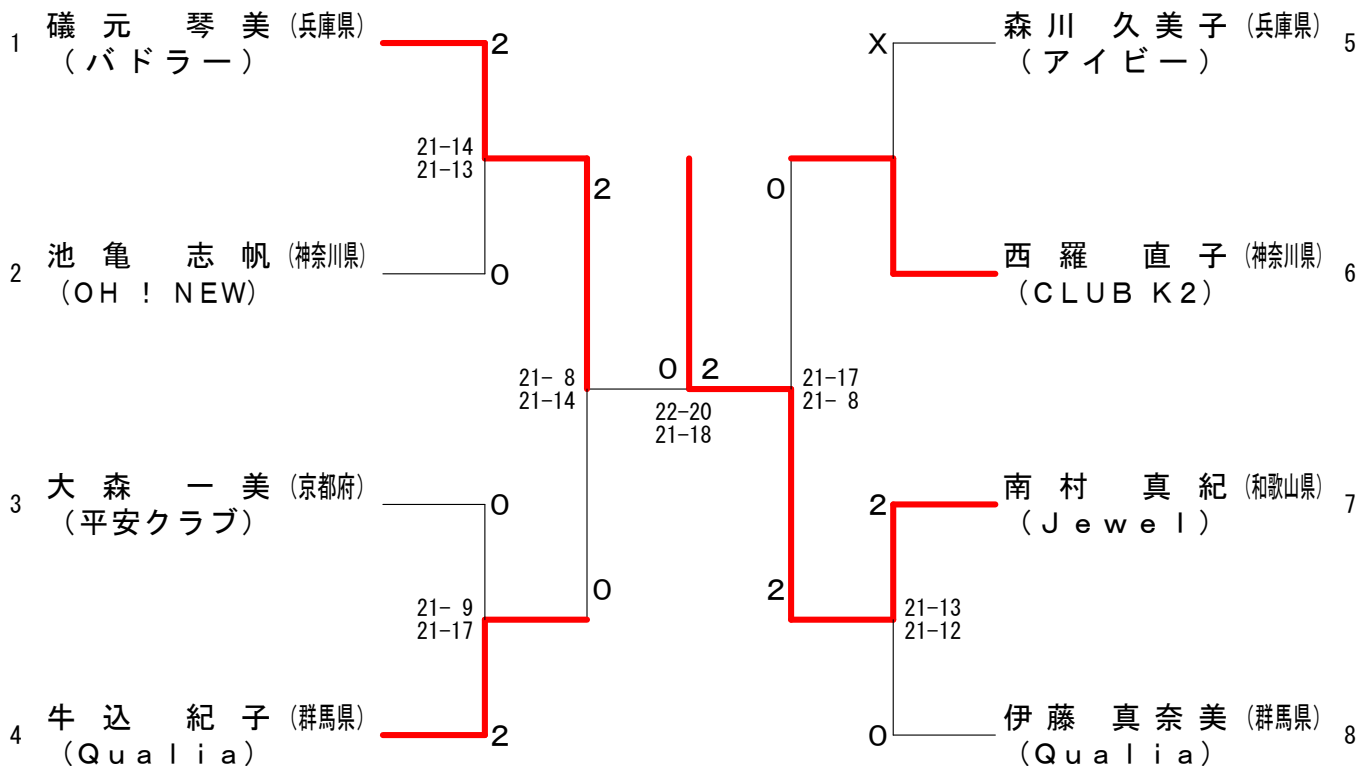 1 礒元 琴美 (兵庫県)
(バドラー)
2
21-14
21-13
2
2 池亀 志帆 (神奈川県)
(OH！NEW)
0
21- 8
21-14
3 大森 一美 (京都府)
(平安クラブ)
0
21- 9
21-17
0
4 牛込 紀子 (群馬県)
(Qualia)
2
0 2
22-20
21-18
森川 久美子 (兵庫県) 5
(アイビー)
X
0
西羅 直子 (神奈川県) 6
(CLUB K2)
21-17
21- 8
南村 真紀 (和歌山県) 7
(Jewel)
2
2
21-13
21-12
伊藤 真奈美 (群馬県) 8
(Qualia)
0